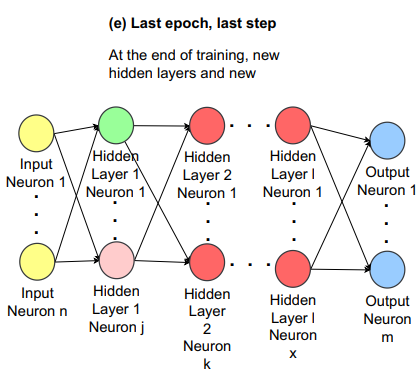 (e) Last epoch, last step
At the end of training, new
hidden layers and new
Input
Neuron 1
Hidden
Layer 1
Neuron 1
Hidden
Layer 2
Neuron 1
Hidden
Layer l
Neuron 1
Output
Neuron 1
Input
Neuron n
Hidden
Layer 1
Neuron j
Hidden
Layer
2
Neuron
k
Hidden
Layer l
Neuron
x
Output
Neuron
m